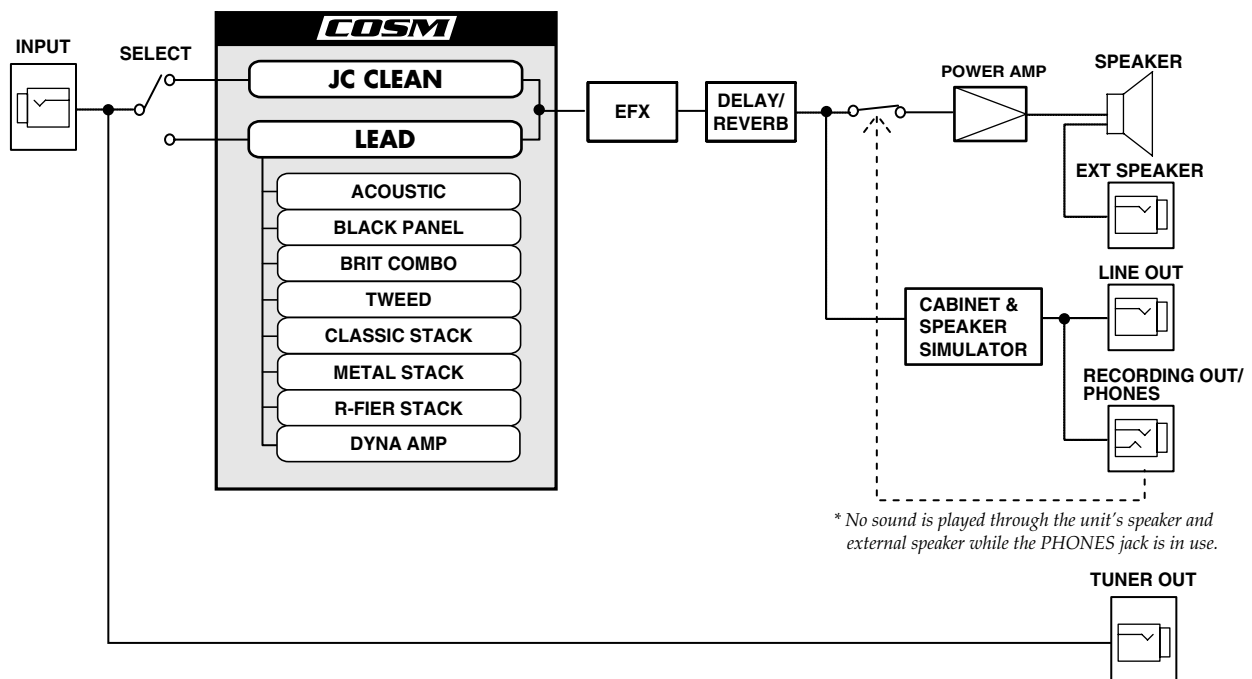 COSM
INPUT
SELECT
JC CLEAN
LEAD
ACOUSTIC
BLACK PANEL
BRIT COMBO
TWEED
CLASSIC STACK
METAL STACK
R-FIER STACK
DYNA AMP
EFX
DELAY/
REVERB
POWER AMP
SPEAKER
EXT SPEAKER
LINE OUT
CABINET &
SPEAKER
SIMULATOR
RECORDING OUT/
PHONES
* No sound is played through the unit's speaker and
external speaker while the PHONES jack is in use.
TUNER OUT